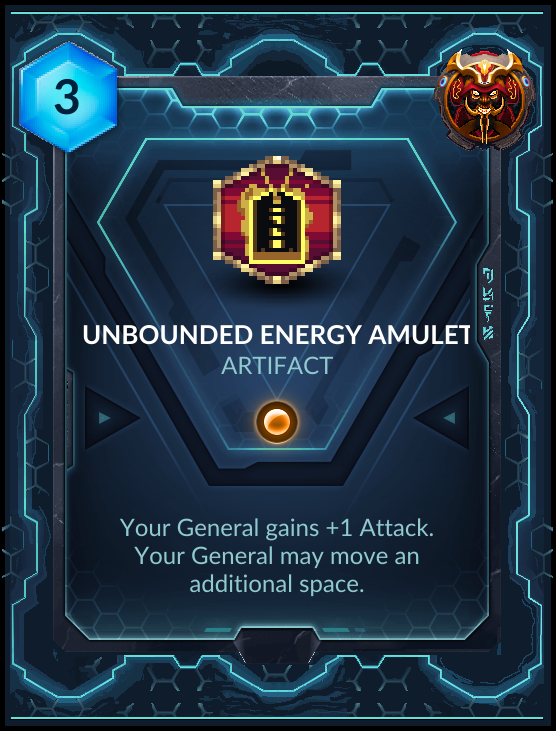 3
UNBOUNDED ENERGY AMULET
ARTIFACT
Your General gains +1 Attack.
Your General may move an
additional space.